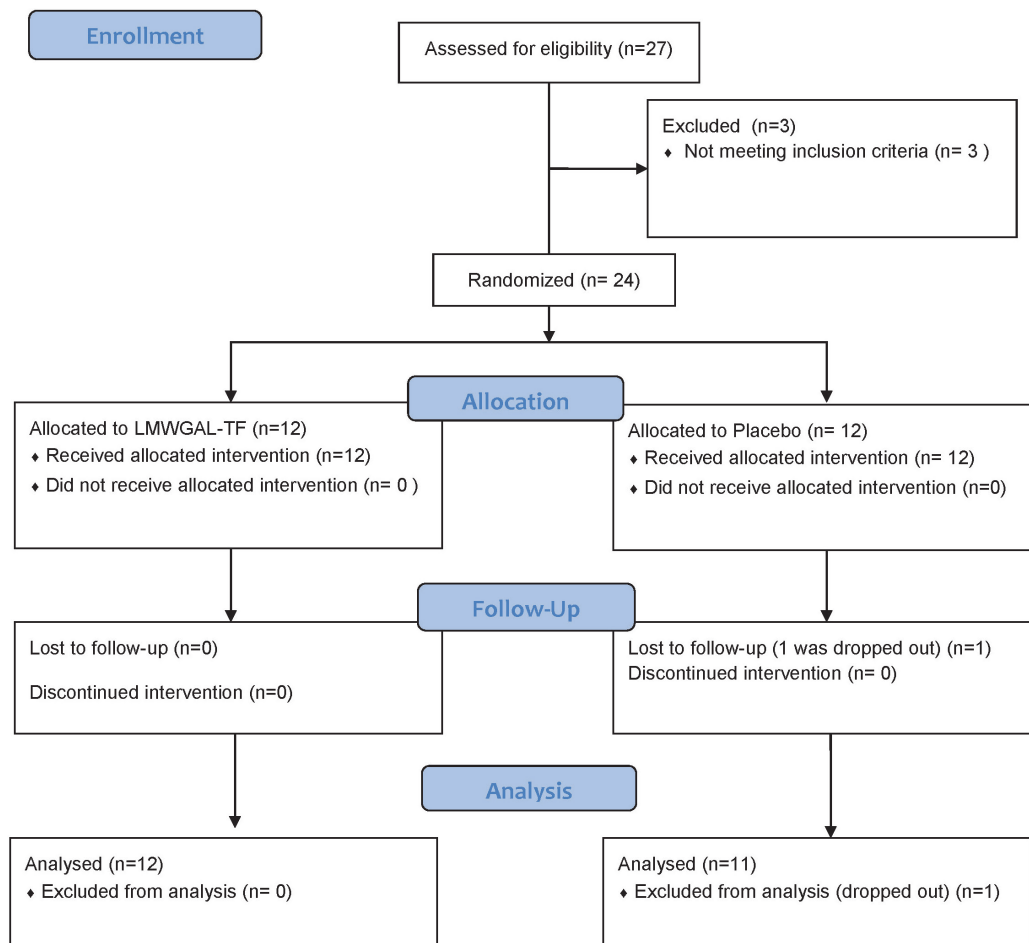 Enrollment
Assessed for eligibility (n=27)
Excluded (n=3)
♦ Not meeting inclusion criteria (n= 3 )
Randomized (n= 24)
Allocation
Allocated to LMWGAL-TF (n=12)
♦ Received allocated intervention (n=12)
♦ Did not receive allocated intervention (n= 0 )
Allocated to Placebo (n= 12)
♦ Received allocated intervention (n= 12)
♦ Did not receive allocated intervention (n=0)
Follow-Up
Lost to follow-up (n=0)
Discontinued intervention (n=0)
Lost to follow-up (1 was dropped out) (n=1)
Discontinued intervention (n= 0)
Analysis
Analysed (n=12)
♦ Excluded from analysis (n= 0)
Analysed (n=11)
♦ Excluded from analysis (dropped out) (n=1)